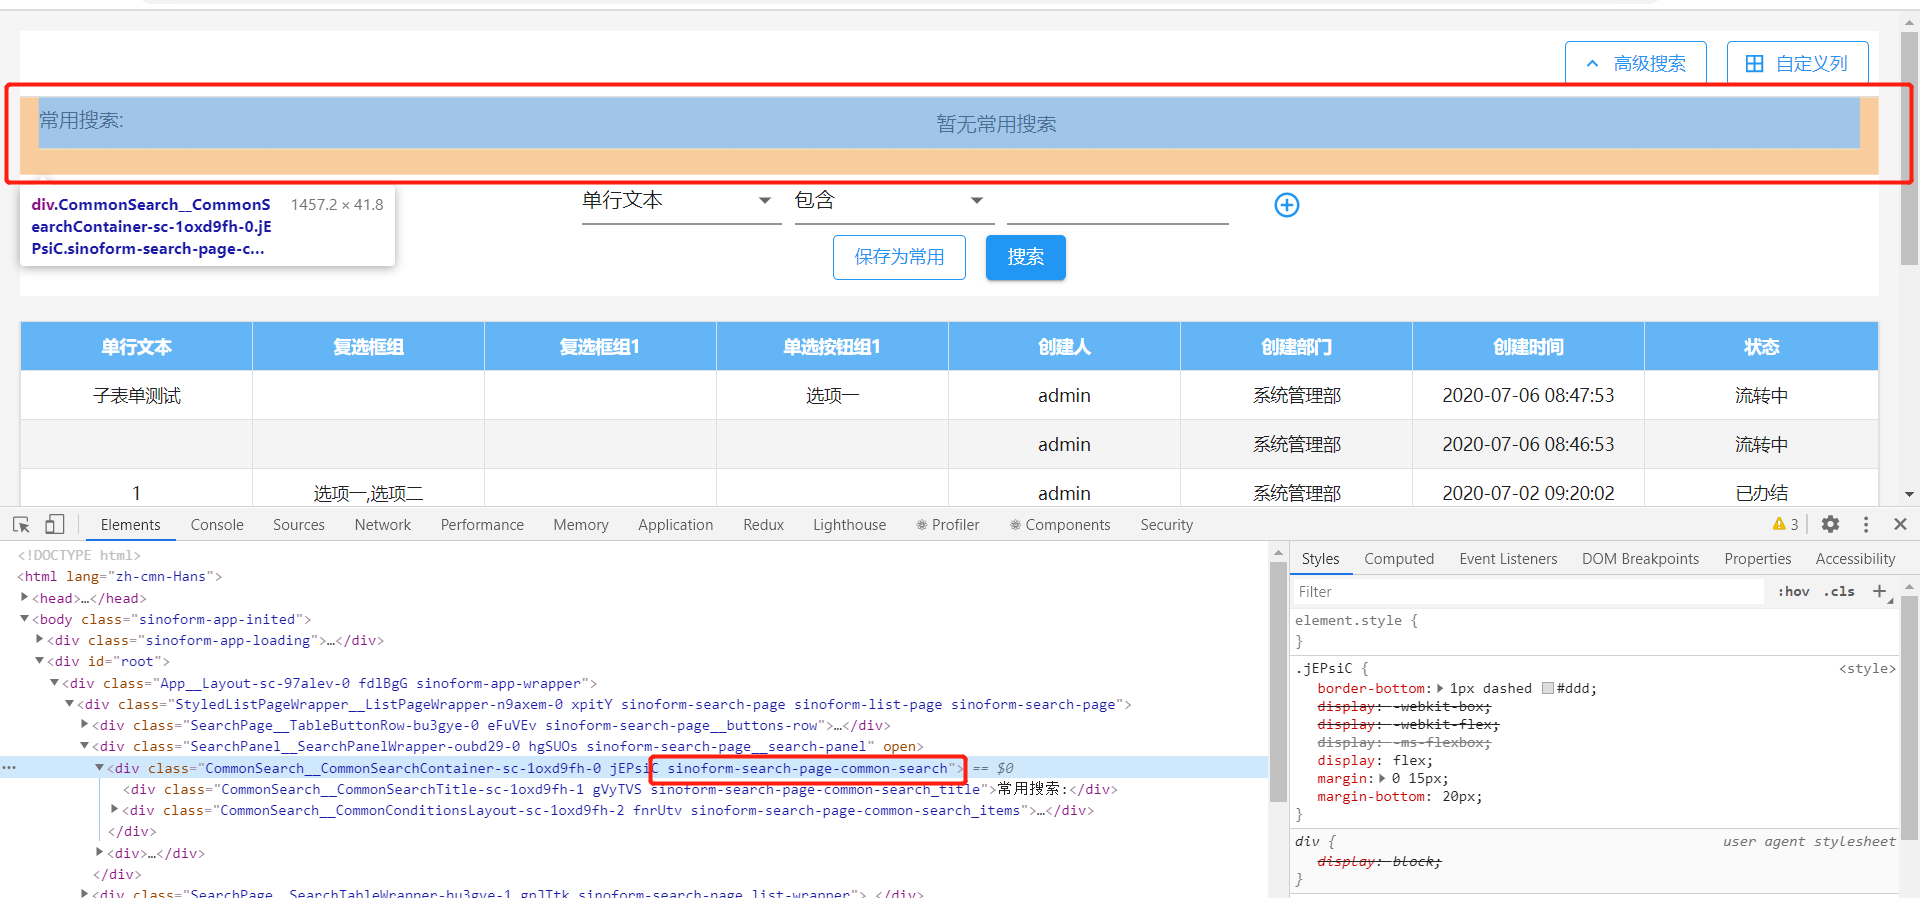 高级搜索
自定义列
常用搜索:
暂无常用搜索
div.CommonSearch__CommonS
earchContainer-sc-1oxd9fh-0.jE
PsiC.sinoform-search-page-c...
1457.2 × 41.8
单行文本
包含
保存为常用
搜索
单行文本 复选框组 复选框组1 单选按钮组1 创建人 创建部门 创建时间 状态
子表单测试 选项一 admin 系统管理部 2020-07-06 08:47:53 流转中
admin 系统管理部 2020-07-06 08:46:53 流转中
1 选项一,选项二 admin 系统管理部 2020-07-02 09:20:02 已办结
Elements Console Sources Network Performance Memory Application Redux Lighthouse Profiler Components Security 3
<!DOCTYPE html>
<html lang="zh-cmn-Hans">
<head>…</head>
<body class="sinoform-app-inited">
<div class="sinoform-app-loading">…</div>
<div id="root">
<div class="App__Layout-sc-97alev-0 fdlBgG sinoform-app-wrapper">
<div class="StyledListPageWrapper__ListPageWrapper-n9axem-0 xpitY sinoform-search-page sinoform-list-page sinoform-search-page">
<div class="SearchPage__TableButtonRow-bu3gye-0 eFuVEv sinoform-search-page__buttons-row">…</div>
<div class="SearchPanel__SearchPanelWrapper-oubd29-0 hgSUOs sinoform-search-page__search-panel" open>
<div class="CommonSearch__CommonSearchContainer-sc-1oxd9fh-0 jEPsiC sinoform-search-page-common-search"> == $0
<div class="CommonSearch__CommonSearchTitle-sc-1oxd9fh-1 gVyTVS sinoform-search-page-common-search_title">常用搜索:</div>
<div class="CommonSearch__CommonConditionsLayout-sc-1oxd9fh-2 fnrUtv sinoform-search-page-common-search_items">…</div>
</div>
<div>…</div>
</div>
<div class="SearchPage__SearchTableWrapper-bu3gye-1 gnJTtk sinoform-search-page_list-wrapper">…</div>
Styles Computed Event Listeners DOM Breakpoints Properties Accessibility
Filter :hov .cls +
element.style {
}
.jEPsiC { <style>
border-bottom: 1px dashed #ddd;
display: -webkit-box;
display: -webkit-flex;
display: -ms-flexbox;
display: flex;
margin: 0 15px;
margin-bottom: 20px;
}
div { user agent stylesheet
display: block;
}